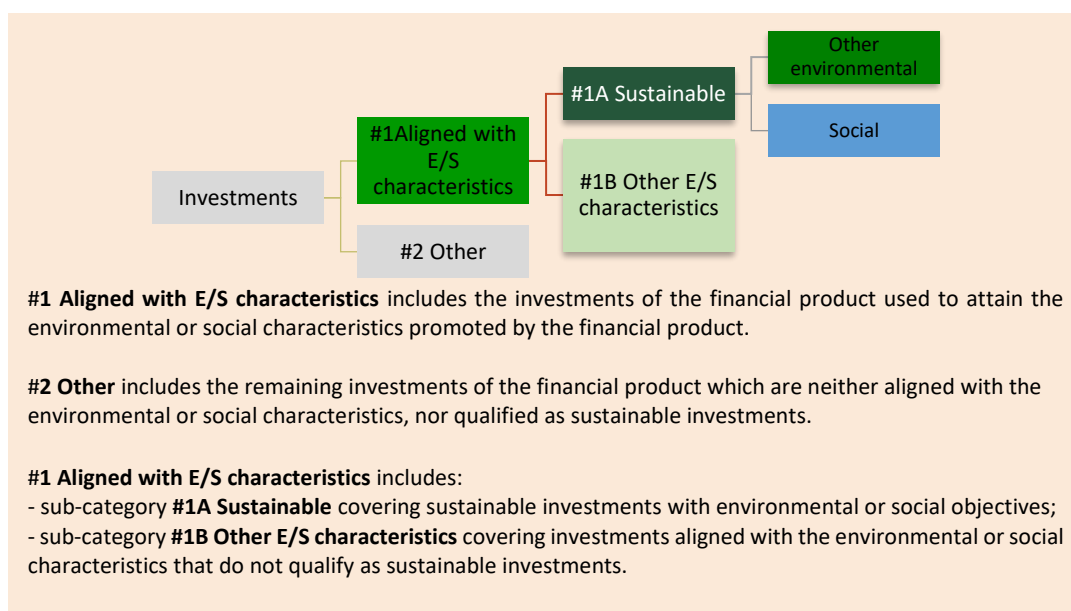 Other
environmental
#1A Sustainable
#1Aligned with
E/S
characteristics
Social
Investments
#1B Other E/S
characteristics
#2 Other
#1 Aligned with E/S characteristics includes the investments of the financial product used to attain the
environmental or social characteristics promoted by the financial product.
#2 Other includes the remaining investments of the financial product which are neither aligned with the
environmental or social characteristics, nor qualified as sustainable investments.
#1 Aligned with E/S characteristics includes:
- sub-category #1A Sustainable covering sustainable investments with environmental or social objectives;
- sub-category #1B Other E/S characteristics covering investments aligned with the environmental or social
characteristics that do not qualify as sustainable investments.